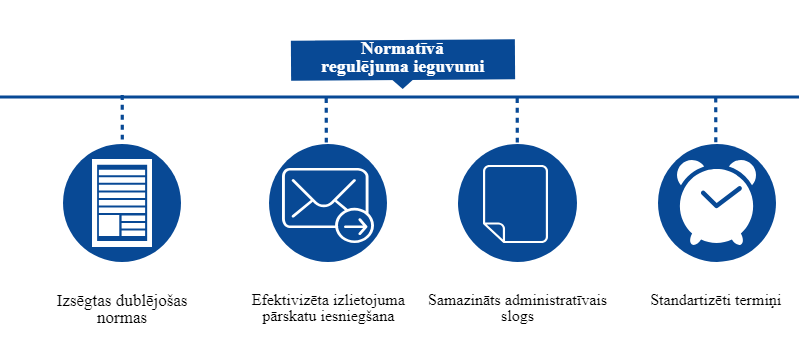 Normatīvā
regulējuma ieguvumi
Izsēgtas dublējošas
normas
Efektivizēta izlietojuma
pārskatu iesniegšana
Samazināts administratīvais
slogs
Standartizēti termiņi